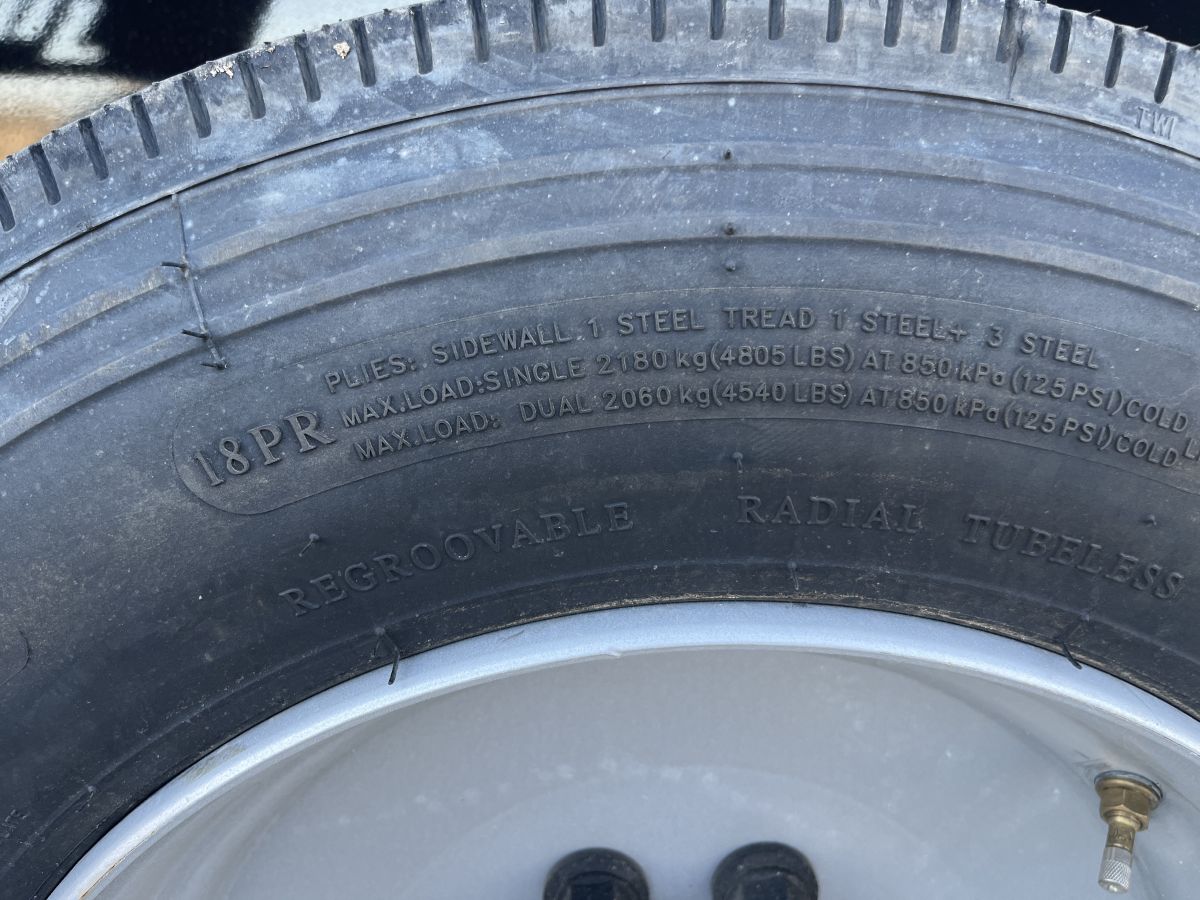 TWI
PLIES: SIDEWALL 1 STEEL TREAD 1 STEEL+ 3 STEEL
MAX.LOAD:SINGLE 2180 kg(4805 LBS) AT 850 kPa (125 PSI)COLD
MAX.LOAD: DUAL 2060 kg(4540 LBS) AT 850 kPa (125 PSI)COLD
18PR
REGROOVABLE RADIAL TUBELESS